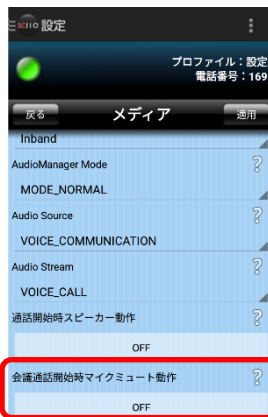 SCIIO 設定
プロファイル：設定
電話番号：169
戻る
メディア
適用
Inband
AudioManager Mode
?
MODE_NORMAL
Audio Source
?
VOICE_COMMUNICATION
Audio Stream
?
VOICE_CALL
通話開始時スピーカー動作
?
OFF
会議通話開始時マイクミュート動作
?
OFF